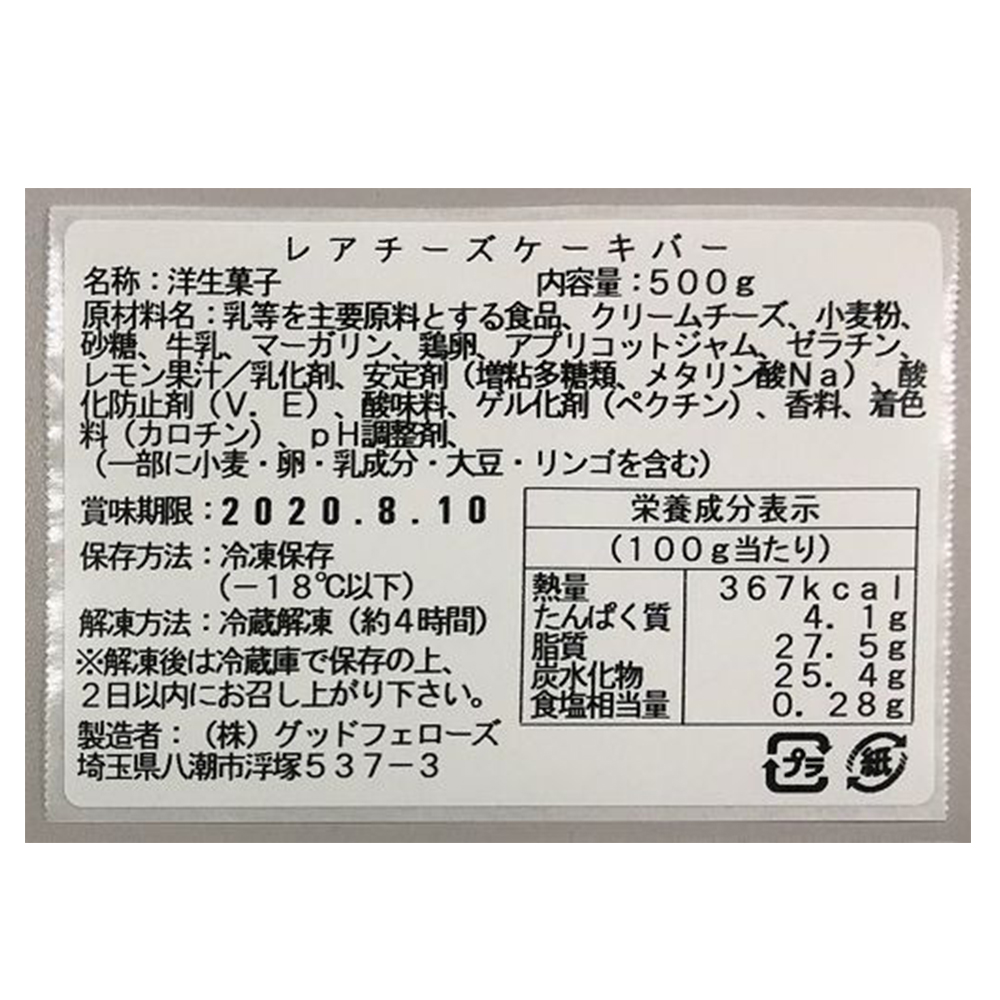 レアチーズケーキバー
名称：洋生菓子　内容量：５００ｇ
原材料名：乳等を主要原料とする食品、クリームチーズ、小麦粉、
砂糖、牛乳、マーガリン、鶏卵、アプリコットジャム、ゼラチン、
レモン果汁／乳化剤、安定剤（増粘多糖類、メタリン酸Ｎａ）、酸
化防止剤（Ｖ．Ｅ）、酸味料、ゲル化剤（ペクチン）、香料、着色
料（カロチン）、ｐＨ調整剤、
（一部に小麦・卵・乳成分・大豆・リンゴを含む）
賞味期限：２０２０.８.１０
保存方法：冷凍保存
（－１８℃以下）
解凍方法：冷蔵解凍（約４時間）
※解凍後は冷蔵庫で保存の上、
２日以内にお召し上がり下さい。
製造者：（株）グッドフェローズ
埼玉県八潮市浮塚５３７－３
栄養成分表示
（１００ｇ当たり）
熱量　３６７ｋｃａｌ
たんぱく質　４．１ｇ
脂質　２７．５ｇ
炭水化物　２５．４ｇ
食塩相当量　０．２８ｇ
プラ　紙